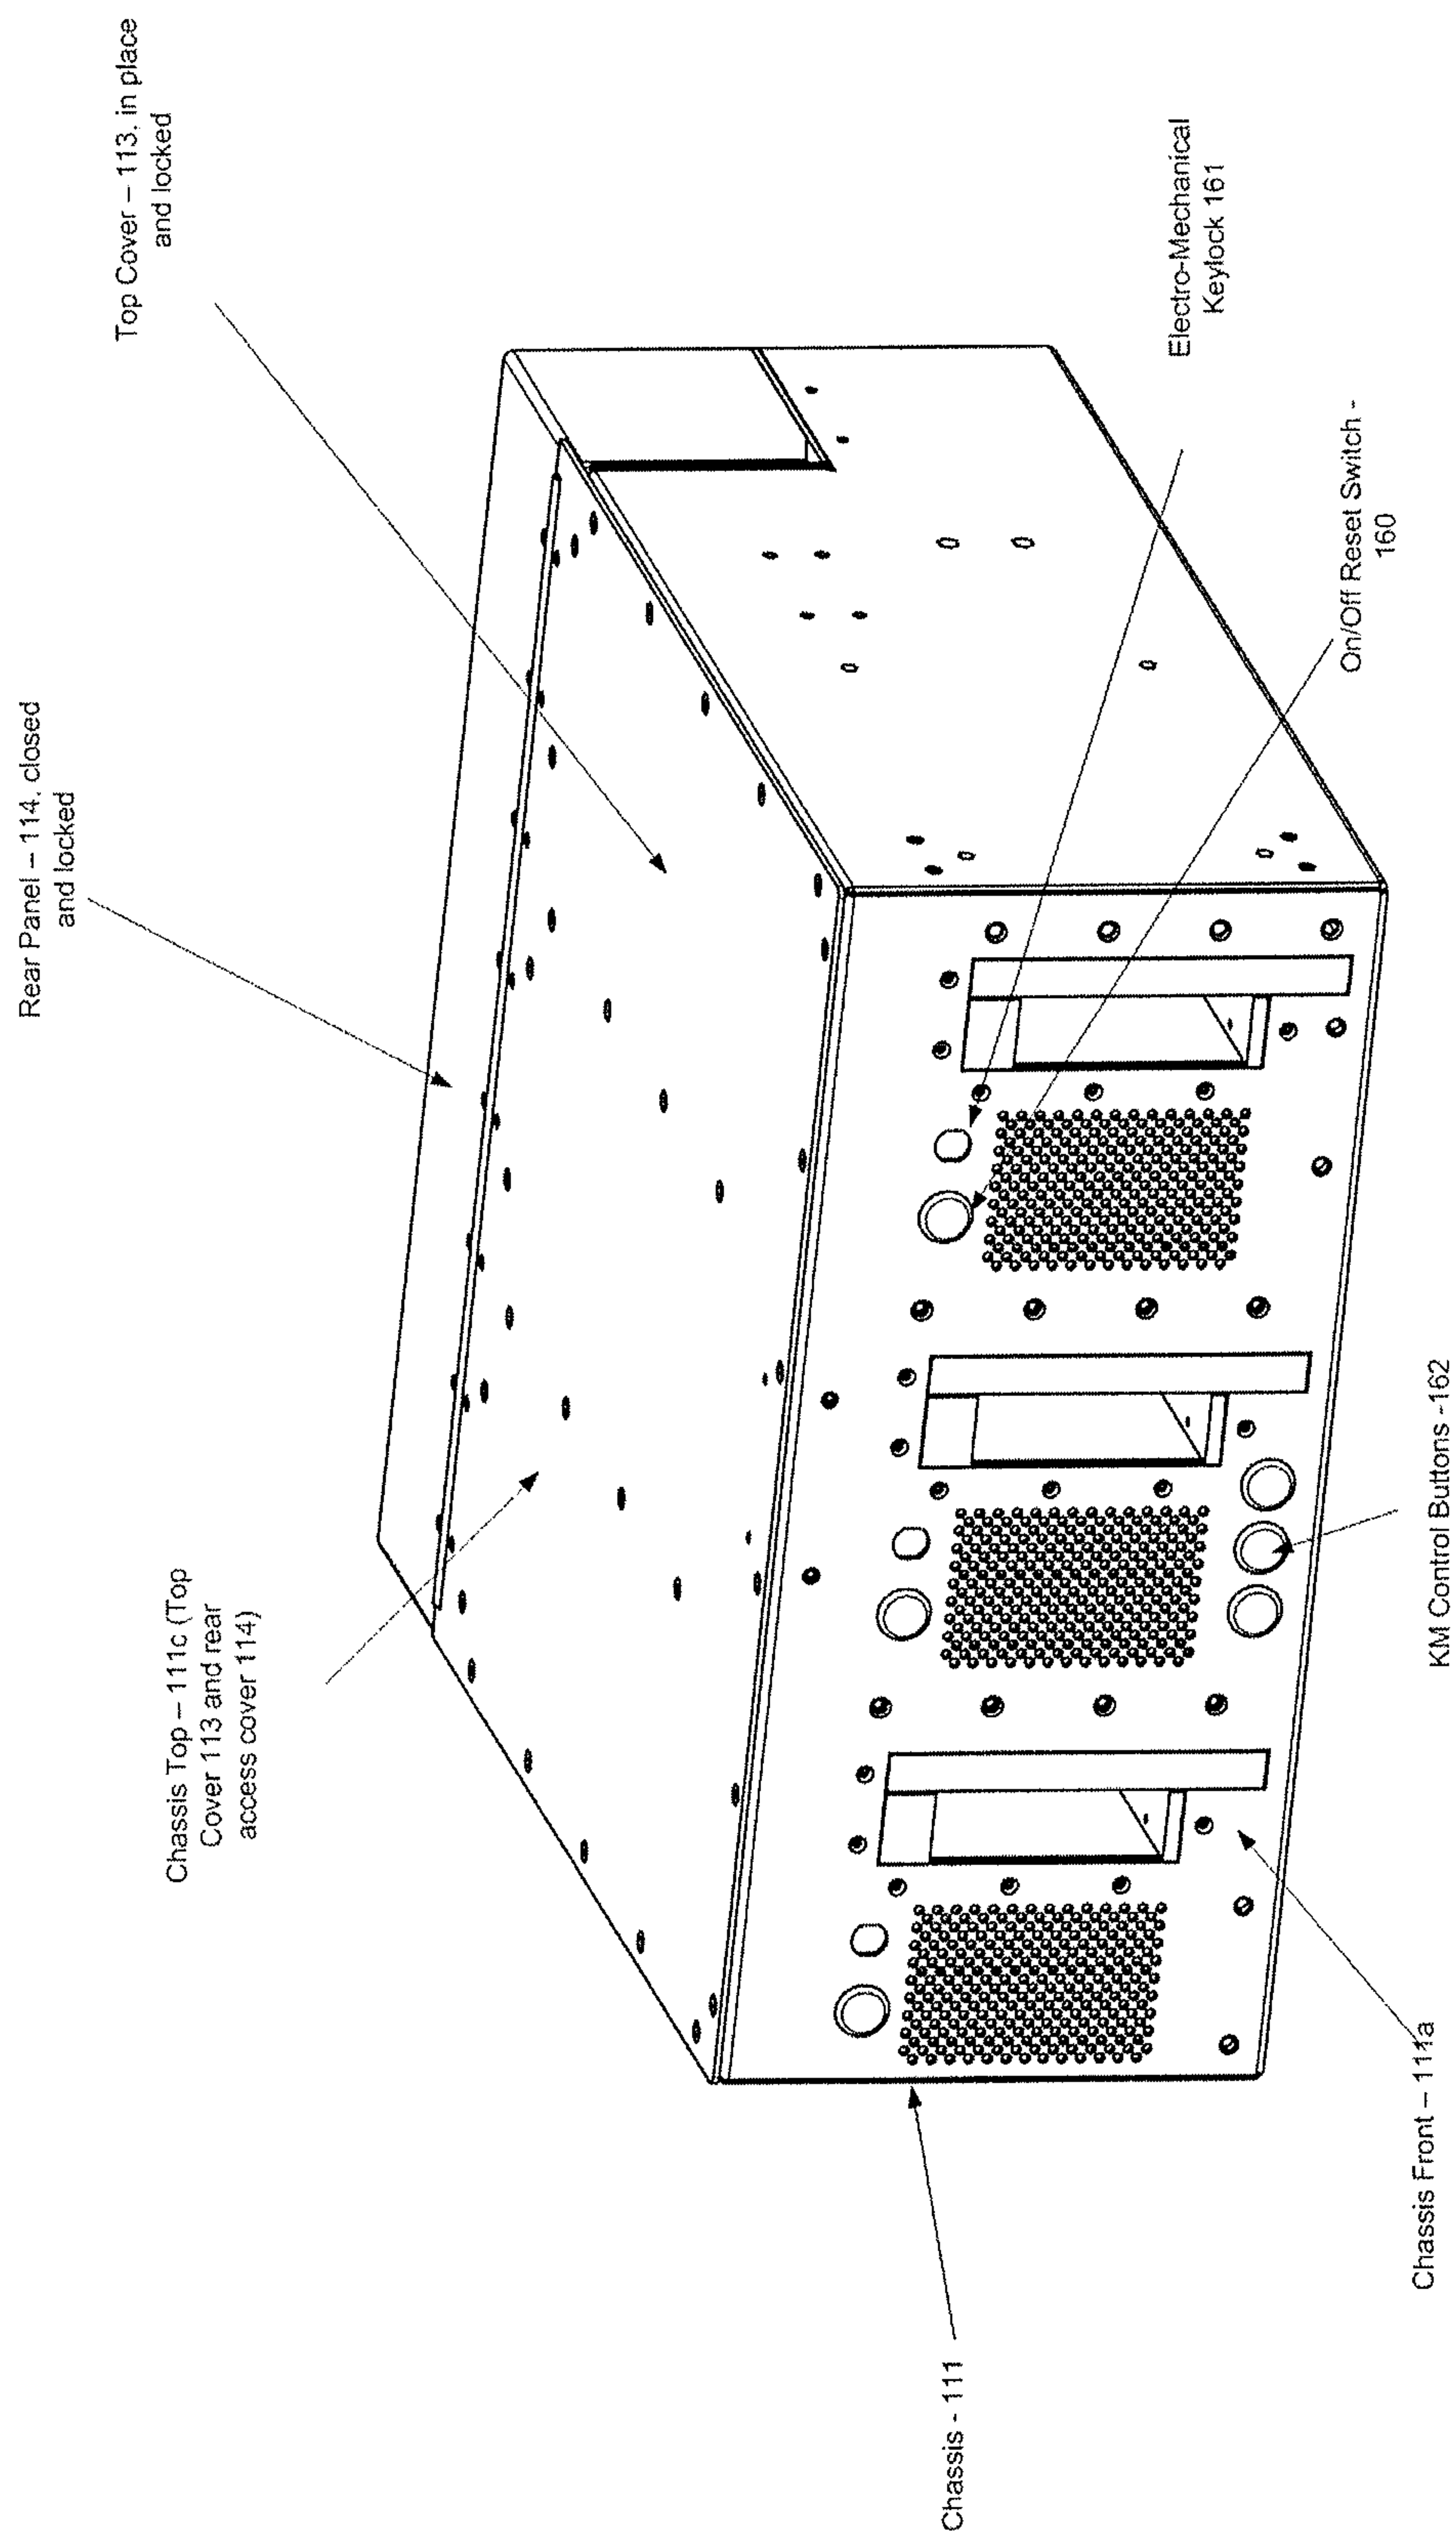 Rear Panel – 114, closed
and locked
Top Cover – 113, in place
and locked
Chassis Top – 111c (Top
Cover 113 and rear
access cover 114)
Electro-Mechanical
Keylock 161
On/Off Reset Switch -
160
Chassis - 111
KM Control Buttons -162
Chassis Front – 111a